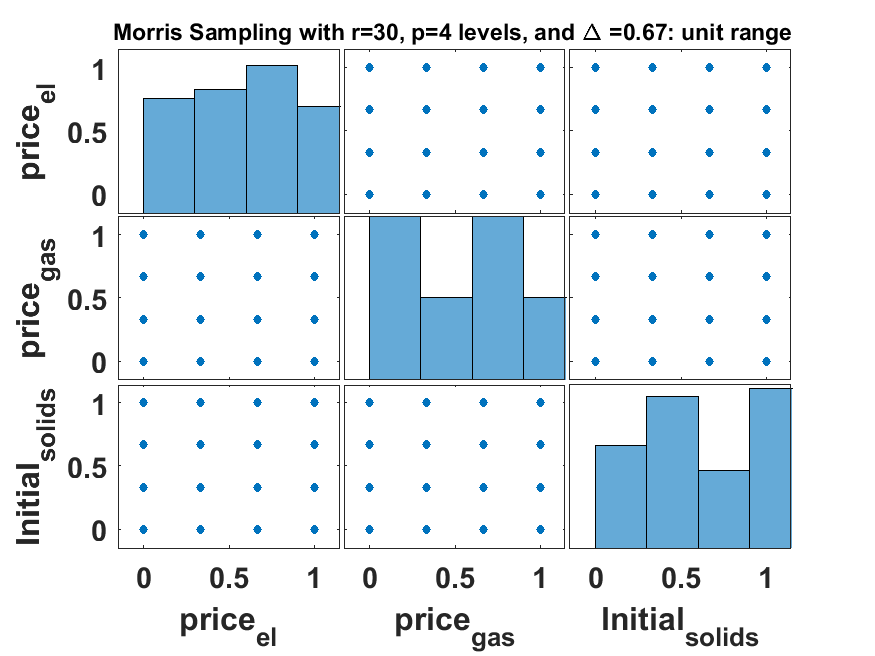 Morris Sampling with r=30, p=4 levels, and Δ =0.67: unit range
price_el
1
0.5
0
price_gas
1
0.5
0
Initial_solids
1
0.5
0
0 0.5 1 0 0.5 1 0 0.5 1
price_el price_gas Initial_solids